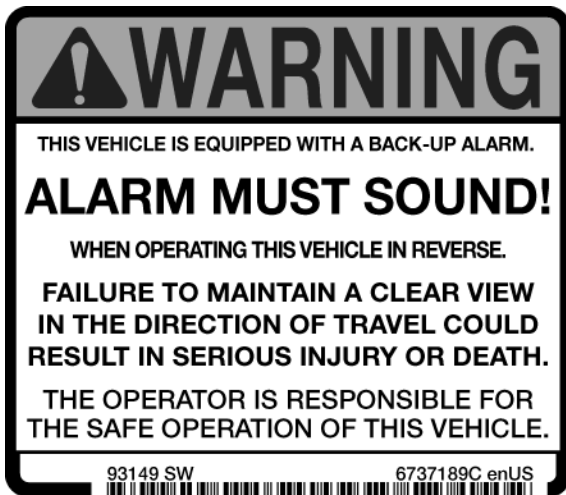 WARNING
THIS VEHICLE IS EQUIPPED WITH A BACK-UP ALARM.
ALARM MUST SOUND!
WHEN OPERATING THIS VEHICLE IN REVERSE.
FAILURE TO MAINTAIN A CLEAR VIEW
IN THE DIRECTION OF TRAVEL COULD
RESULT IN SERIOUS INJURY OR DEATH.
THE OPERATOR IS RESPONSIBLE FOR
THE SAFE OPERATION OF THIS VEHICLE.
93149 SW 6737189C enUS